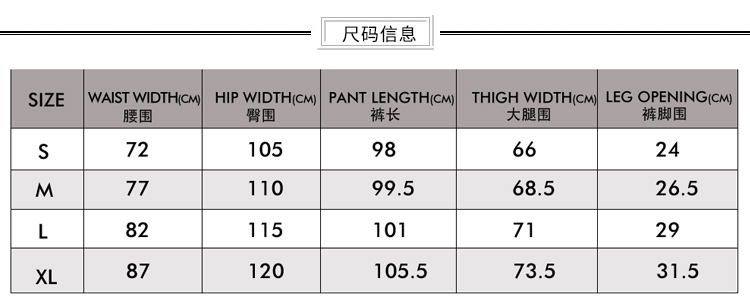 尺码信息
SIZE WAIST WIDTH(CM) HIP WIDTH(CM) PANT LENGTH(CM) THIGH WIDTH(CM) LEG OPENING(CM)
腰围 臀围 裤长 大腿围 裤脚围
S 72 105 98 66 24
M 77 110 99.5 68.5 26.5
L 82 115 101 71 29
XL 87 120 105.5 73.5 31.5